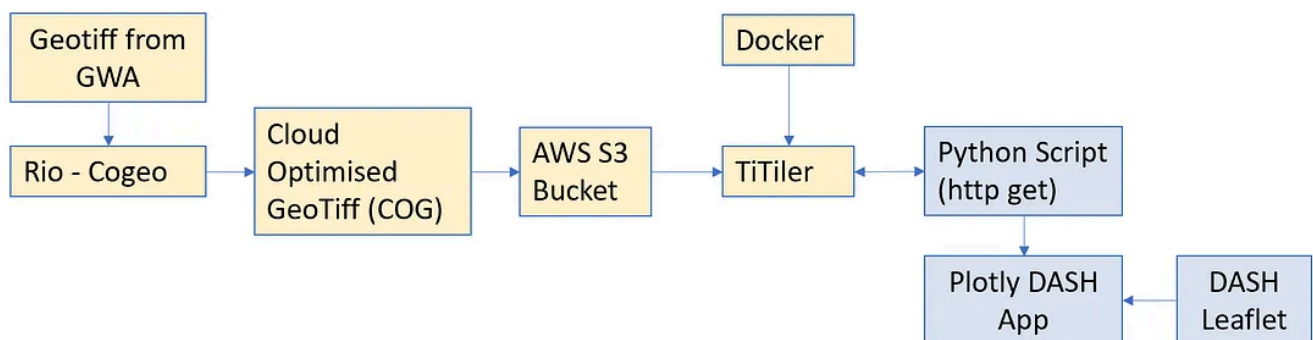 Geotiff from
GWA
Rio - Cogeo
Cloud
Optimised
GeoTiff (COG)
AWS S3
Bucket
Docker
TiTiler
Python Script
(http get)
Plotly DASH
App
DASH
Leaflet